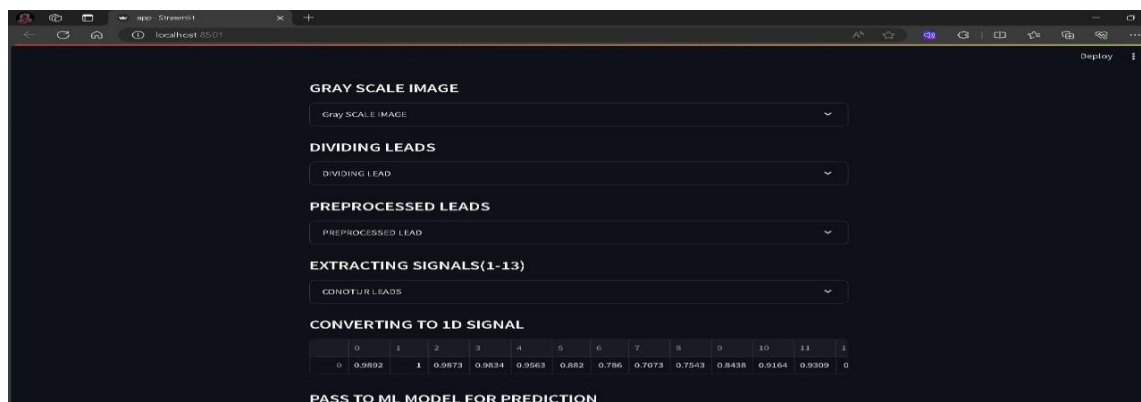 app · Streamlit
localhost:8501
Deploy
GRAY SCALE IMAGE
Gray SCALE IMAGE
DIVIDING LEADS
DIVIDING LEAD
PREPROCESSED LEADS
PREPROCESSED LEAD
EXTRACTING SIGNALS(1-13)
CONOTUR LEADS
CONVERTING TO 1D SIGNAL
0 1 2 3 4 5 6 7 8 9 10 11 1
0 0.9892 1 0.9873 0.9834 0.9563 0.882 0.786 0.7073 0.7543 0.8438 0.9164 0.9309 0
PASS TO ML MODEL FOR PREDICTION